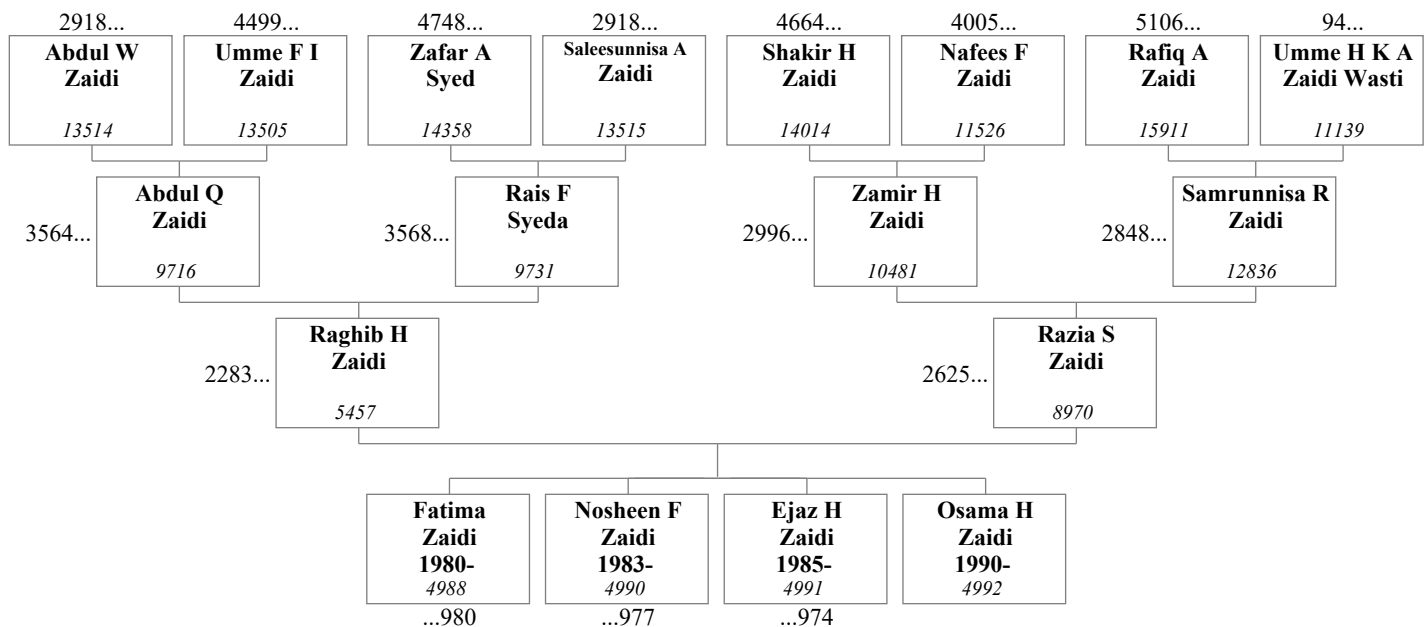 2918... 4499... 4748... 2918... 4664... 4005... 5106... 94...
Abdul W Umme F I Zafar A Saleesunnisa A Shakir H Nafees F Rafiq A Umme H K A
Zaidi Zaidi Syed Zaidi Zaidi Zaidi Zaidi Zaidi Wasti
13514 13505 14358 13515 14014 11526 15911 11139
Abdul Q Rais F Zamir H Samrunnisa R
Zaidi Syeda Zaidi Zaidi
3564... 3568... 2996... 2848...
9716 9731 10481 12836
Raghib H Razia S
Zaidi Zaidi
2283... 2625...
5457 8970
Fatima Nosheen F Ejaz H Osama H
Zaidi Zaidi Zaidi Zaidi
1980- 1983- 1985- 1990-
4988 4990 4991 4992
...980 ...977 ...974